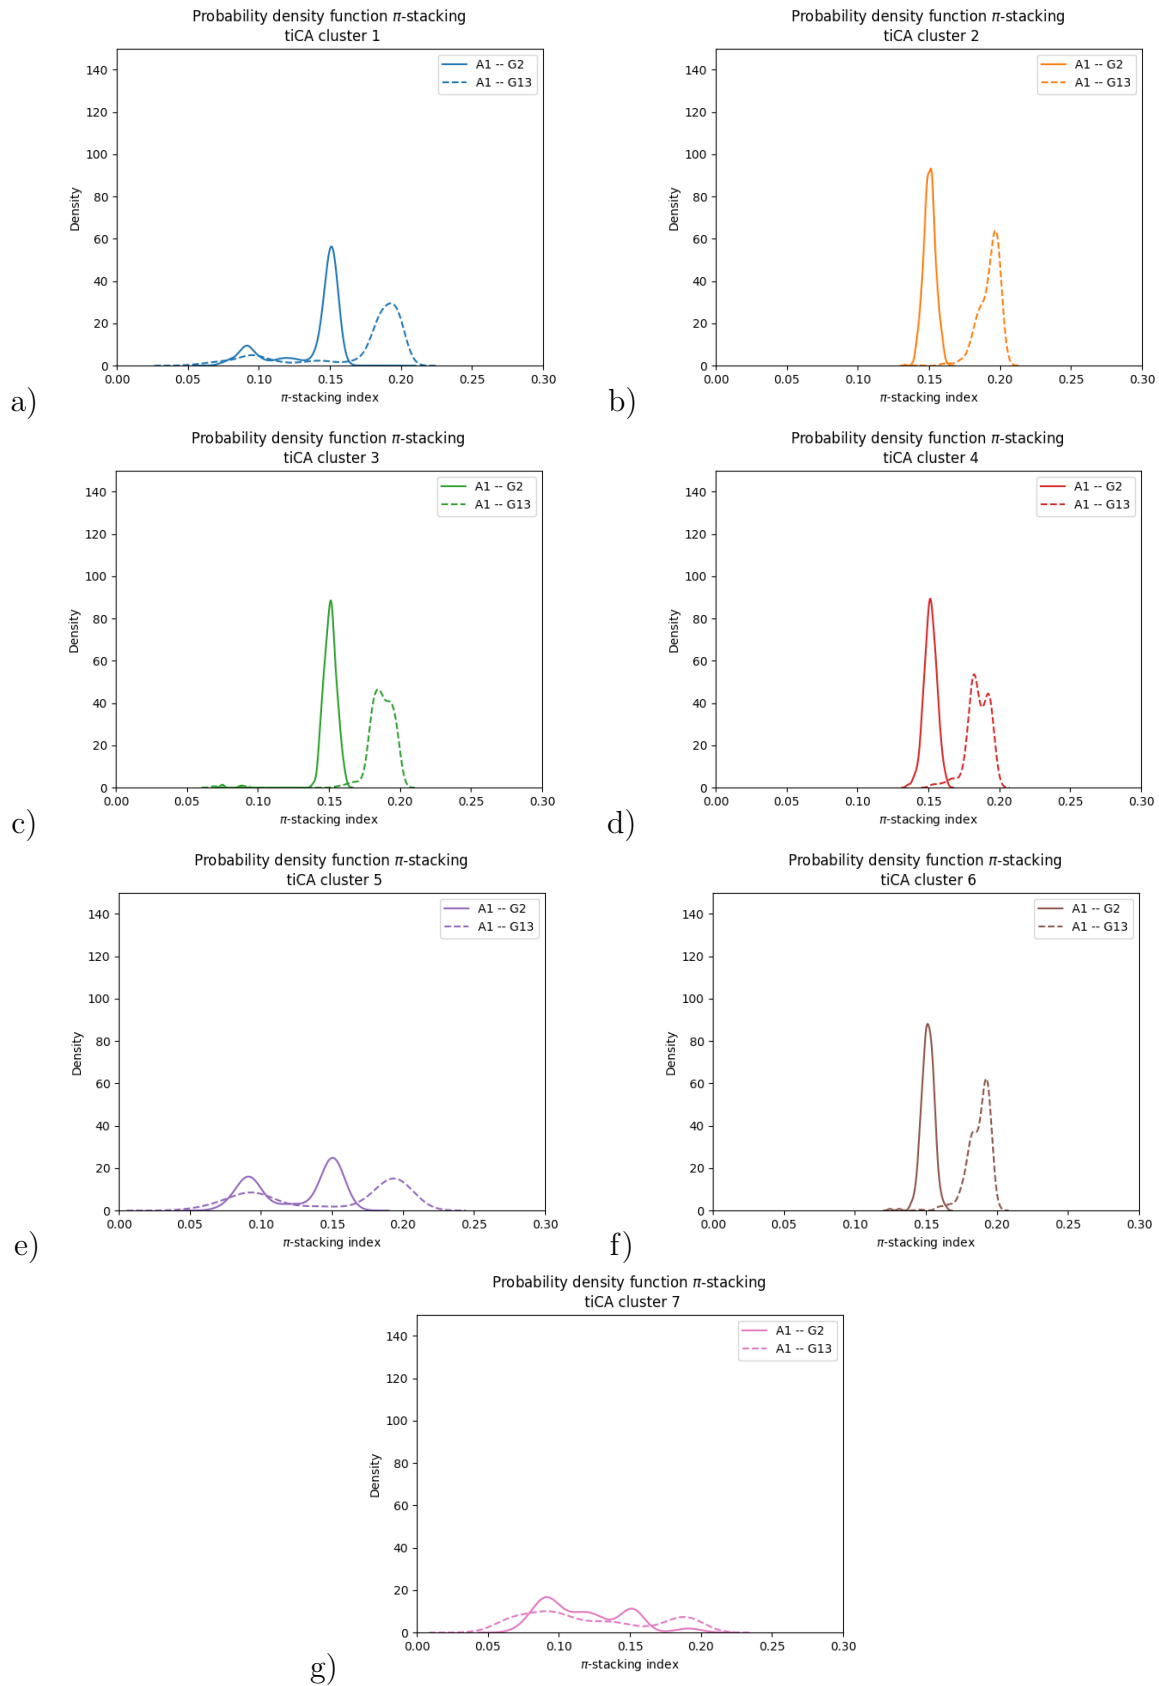 Probability density function π-stacking
tiCA cluster 1
A1 -- G2
A1 -- G13
140
120
100
80
60
40
20
0
Density
0.00 0.05 0.10 0.15 0.20 0.25 0.30
π-stacking index
a)
Probability density function π-stacking
tiCA cluster 2
A1 -- G2
A1 -- G13
140
120
100
80
60
40
20
0
Density
0.00 0.05 0.10 0.15 0.20 0.25 0.30
π-stacking index
b)
Probability density function π-stacking
tiCA cluster 3
A1 -- G2
A1 -- G13
140
120
100
80
60
40
20
0
Density
0.00 0.05 0.10 0.15 0.20 0.25 0.30
π-stacking index
c)
Probability density function π-stacking
tiCA cluster 4
A1 -- G2
A1 -- G13
140
120
100
80
60
40
20
0
Density
0.00 0.05 0.10 0.15 0.20 0.25 0.30
π-stacking index
d)
Probability density function π-stacking
tiCA cluster 5
A1 -- G2
A1 -- G13
140
120
100
80
60
40
20
0
Density
0.00 0.05 0.10 0.15 0.20 0.25 0.30
π-stacking index
e)
Probability density function π-stacking
tiCA cluster 6
A1 -- G2
A1 -- G13
140
120
100
80
60
40
20
0
Density
0.00 0.05 0.10 0.15 0.20 0.25 0.30
π-stacking index
f)
Probability density function π-stacking
tiCA cluster 7
A1 -- G2
A1 -- G13
140
120
100
80
60
40
20
0
Density
0.00 0.05 0.10 0.15 0.20 0.25 0.30
π-stacking index
g)